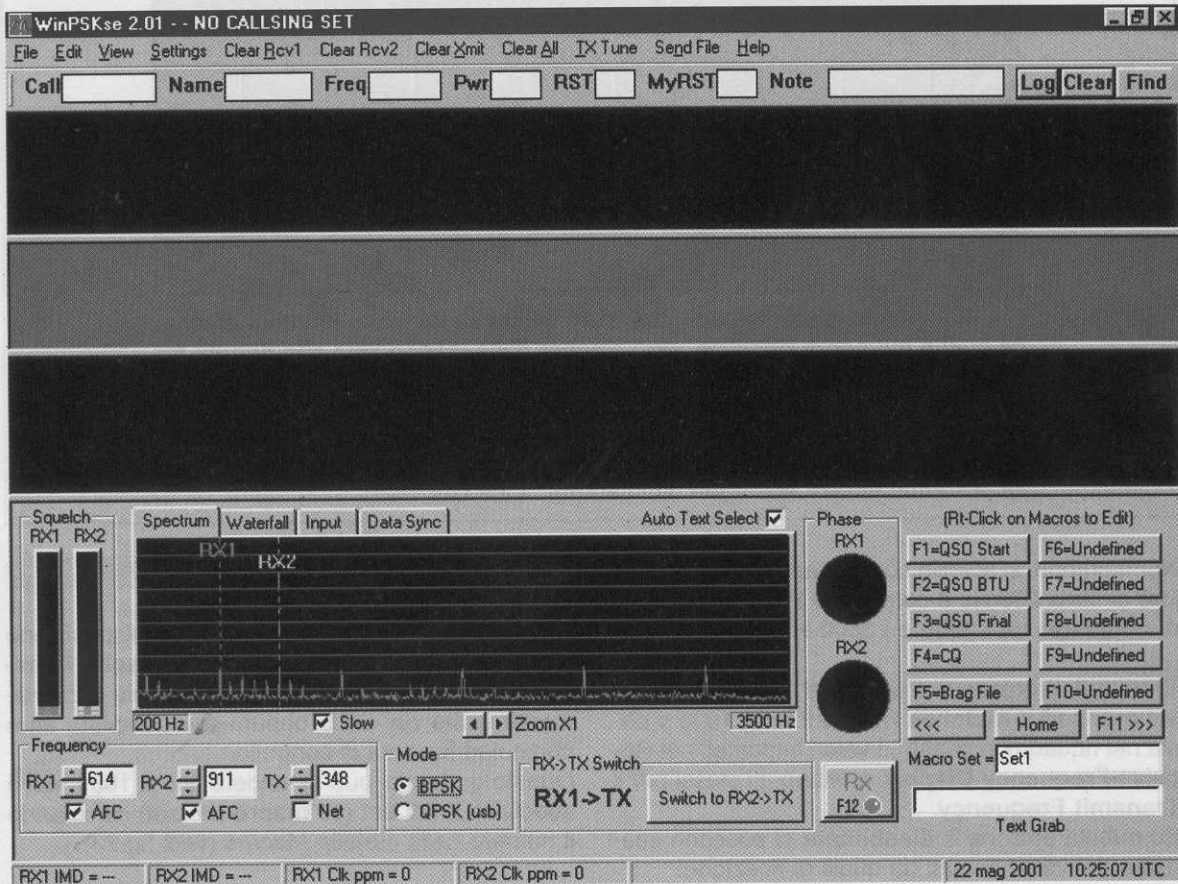 WinPSKse 2.01 - - NO CALLSING SET
File Edit View Settings Clear Rcv1 Clear Rcv2 Clear Xmit Clear All TX Tune Send File Help
Call Name Freq Pwr RST MyRST Note Log Clear Find
Squelch
RX1 RX2
Spectrum Waterfall Input Data Sync Auto Text Select
RX1
RX2
200 Hz Slow Zoom X1 3500 Hz
Phase
RX1
RX2
(Rt-Click on Macros to Edit)
F1=QSO Start F6=Undefined
F2=QSO BTU F7=Undefined
F3=QSO Final F8=Undefined
F4=CQ F9=Undefined
F5=Brag File F10=Undefined
<<< Home F11 >>>
Frequency
RX1 614 RX2 911 TX 348
AFC AFC Net
Mode
BPSK
QPSK (usb)
RX->TX Switch
RX1->TX Switch to RX2->TX
Rx
F12
Macro Set = Set1
Text Grab
RX1 IMD = --- RX2 IMD = --- RX1 Clk ppm = 0 RX2 Clk ppm = 0 22 mag 2001 10:25:07 UTC